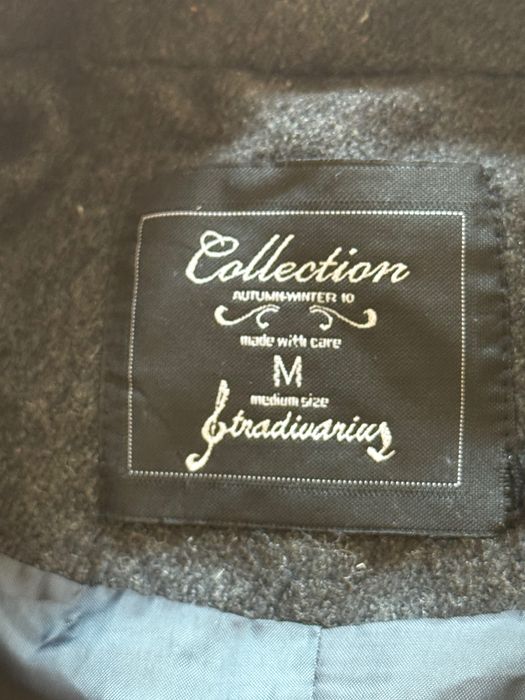 Collection
AUTUMN-WINTER 10
made with care
M
medium size
Stradivarius